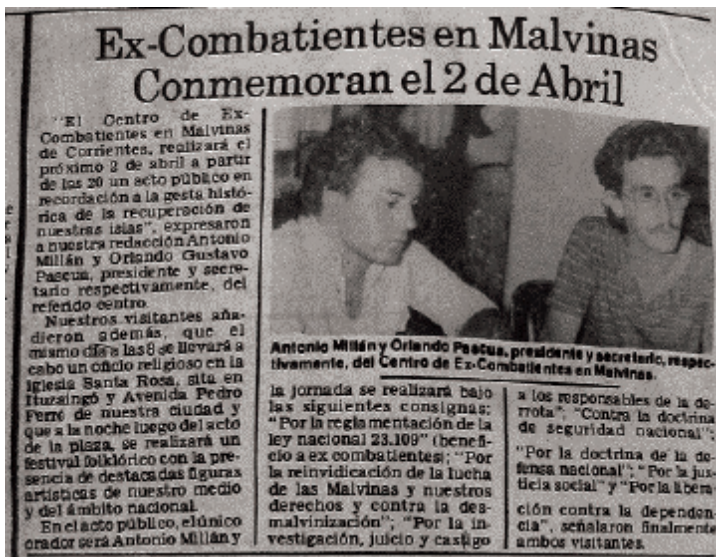 Ex-Combatientes en Malvinas
Conmemoran el 2 de Abril
"El Centro de Ex-
Combatientes en Malvinas
de Corrientes, realizará el
próximo 2 de abril a partir
de las 20 un acto público en
recordación a la gesta histó-
rica de la recuperación de
nuestras islas", expresaron
a nuestra redacción Antonio
Millán y Orlando Gustavo
Pascua, presidente y secre-
tario respectivamente, del
referido centro.
Nuestros visitantes aña-
dieron además, que el
mismo día a las 8 se llevará a
cabo un oficio religioso en la
iglesia Santa Rosa, sita en
Ituzaingó y Avenida Pedro
Ferré de nuestra ciudad y
que a la noche luego del acto
de la plaza, se realizará un
festival folklórico con la pre-
sencia de destacadas figuras
artísticas de nuestro medio
y del ámbito nacional.
En el acto público, el único
orador será Antonio Millán y
Antonio Millán y Orlando Pascua, presidente y secretario, respec-
tivamente, del Centro de Ex-Combatientes en Malvinas.
la jornada se realizará bajo
las siguientes consignas:
"Por la reglamentación de la
ley nacional 23.109" (benefi-
cio a ex combatientes; "Por
la reinvidicación de la lucha
de las Malvinas y nuestros
derechos y contra la des-
malvinización"; "Por la in-
vestigación, juicio y castigo
a los responsables de la de-
rrota"; "Contra la doctrina
de seguridad nacional";
"Por la doctrina de la de-
fensa nacional"; "Por la jus-
ticia social" y "Por la libera-
ción contra la dependen-
cia", señalaron finalmente
ambos visitantes.